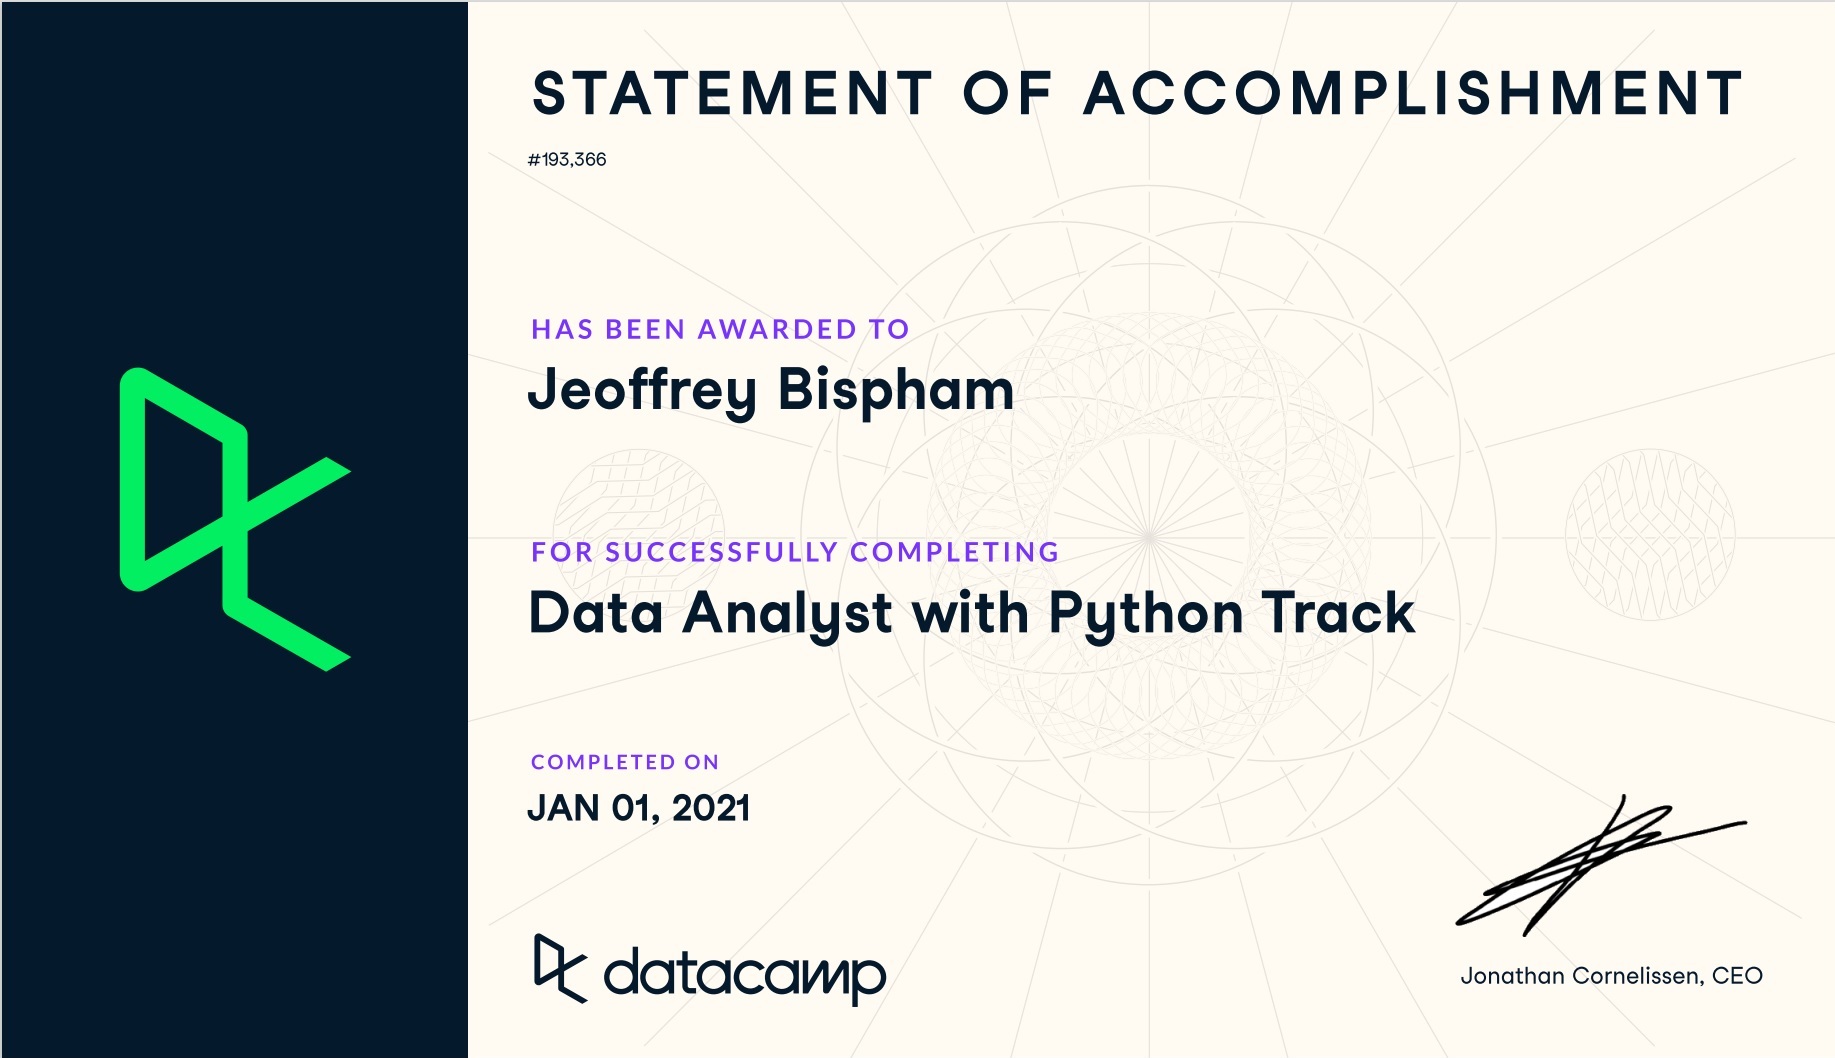 STATEMENT OF ACCOMPLISHMENT
#193,366
HAS BEEN AWARDED TO
Jeoffrey Bispham
FOR SUCCESSFULLY COMPLETING
Data Analyst with Python Track
COMPLETED ON
JAN 01, 2021
datacamp
Jonathan Cornelissen, CEO